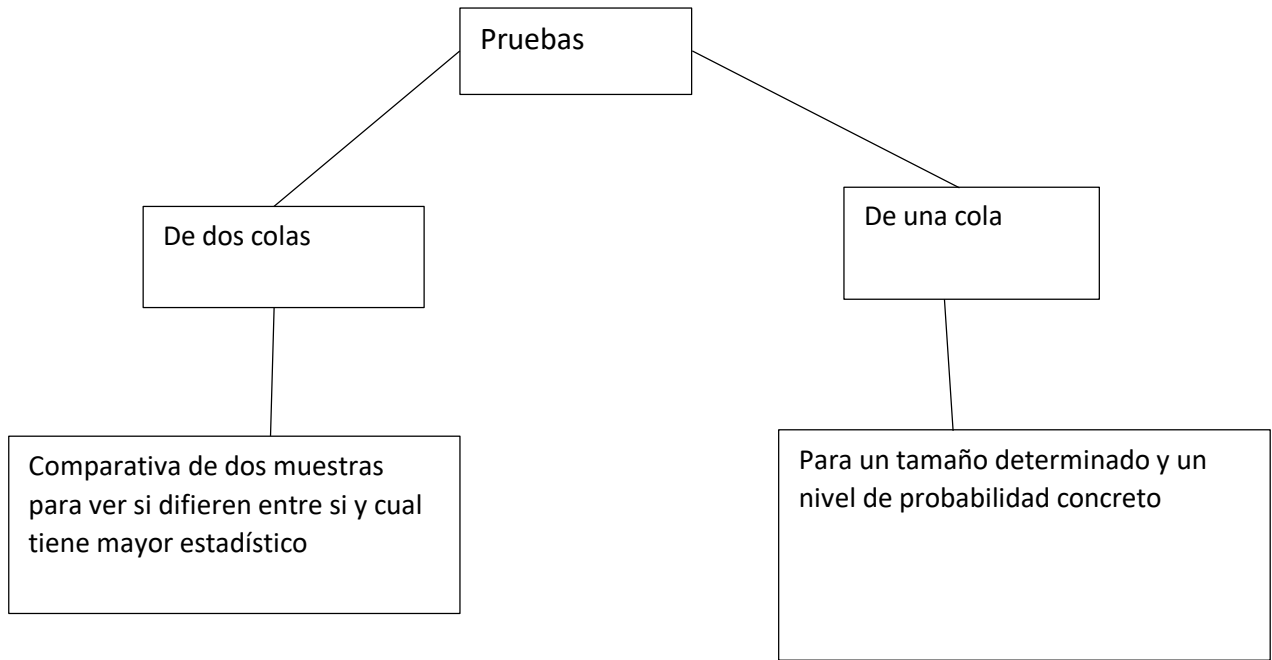 Pruebas
De dos colas
De una cola
Comparativa de dos muestras
para ver si difieren entre si y cual
tiene mayor estadístico
Para un tamaño determinado y un
nivel de probabilidad concreto